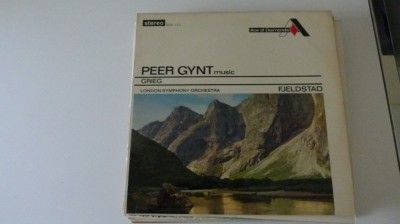 stereo
Ace of Diamonds
PEER GYNT music
GRIEG
LONDON SYMPHONY ORCHESTRA
FJELDSTAD